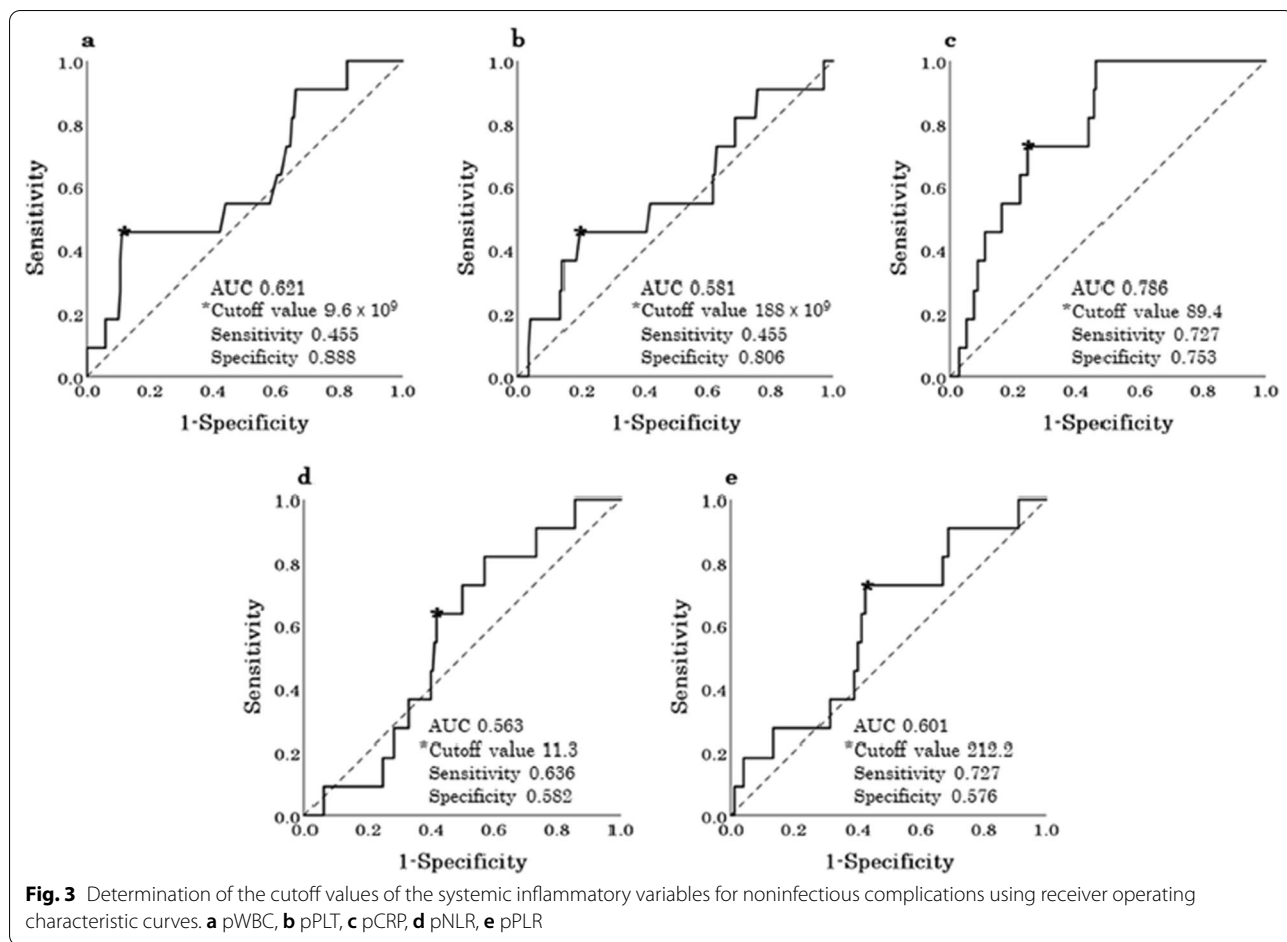 a
1.0
0.8
0.6
0.4
0.2
0.0
Sensitivity
AUC 0.621
*Cutoff value 9.6 × 10⁹
Sensitivity 0.455
Specificity 0.888
0.0 0.2 0.4 0.6 0.8 1.0
1-Specificity
b
1.0
0.8
0.6
0.4
0.2
0.0
Sensitivity
AUC 0.581
*Cutoff value 188 × 10⁹
Sensitivity 0.455
Specificity 0.806
0.0 0.2 0.4 0.6 0.8 1.0
1-Specificity
c
1.0
0.8
0.6
0.4
0.2
0.0
Sensitivity
AUC 0.786
*Cutoff value 89.4
Sensitivity 0.727
Specificity 0.753
0.0 0.2 0.4 0.6 0.8 1.0
1-Specificity
d
1.0
0.8
0.6
0.4
0.2
0.0
Sensitivity
AUC 0.563
*Cutoff value 11.3
Sensitivity 0.636
Specificity 0.582
0.0 0.2 0.4 0.6 0.8 1.0
1-Specificity
e
1.0
0.8
0.6
0.4
0.2
0.0
Sensitivity
AUC 0.601
*Cutoff value 212.2
Sensitivity 0.727
Specificity 0.576
0.0 0.2 0.4 0.6 0.8 1.0
1-Specificity
Fig. 3 Determination of the cutoff values of the systemic inflammatory variables for noninfectious complications using receiver operating
characteristic curves. a pWBC, b pPLT, c pCRP, d pNLR, e pPLR